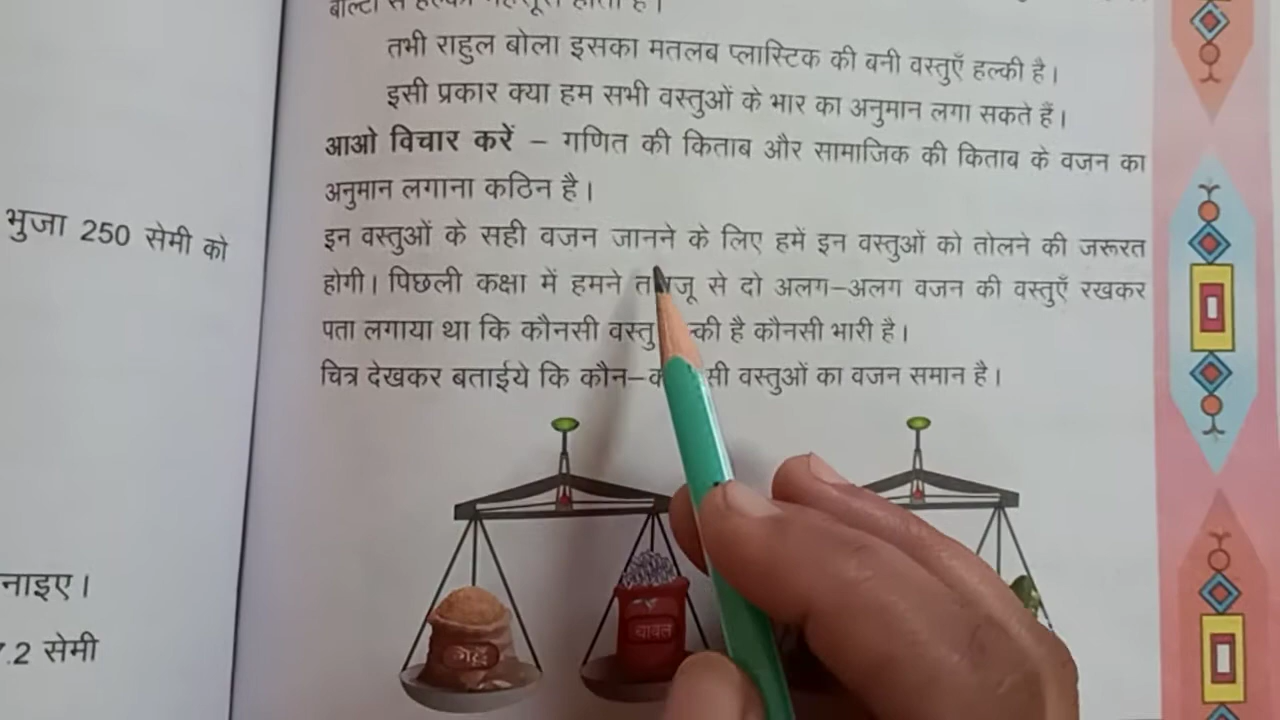 भुजा 250 सेमी को
नाइए।
.2 सेमी
तभी राहुल बोला इसका मतलब प्लास्टिक की बनी वस्तुएँ हल्की है।
इसी प्रकार क्या हम सभी वस्तुओं के भार का अनुमान लगा सकते हैं।
आओ विचार करें – गणित की किताब और सामाजिक की किताब के वजन का
अनुमान लगाना कठिन है।
इन वस्तुओं के सही वजन जानने के लिए हमें इन वस्तुओं को तोलने की जरूरत
होगी। पिछली कक्षा में हमने से दो अलग–अलग वजन की वस्तुएँ रखकर
पता लगाया था कि कौनसी वस्तु की है कौनसी भारी है।
चित्र देखकर बताईये कि कौन– सी वस्तुओं का वजन समान है।
गेहूं
चावल